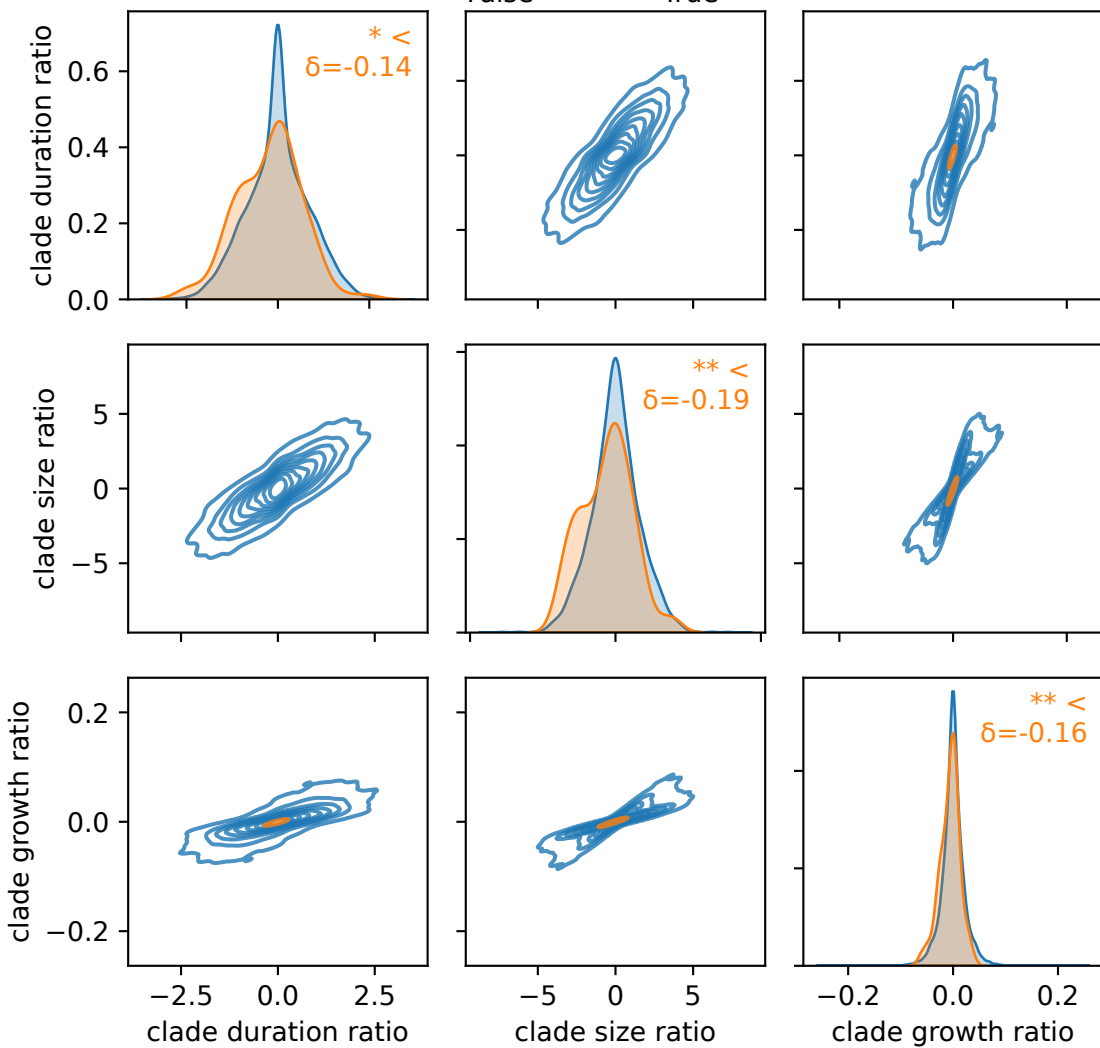 * <
δ=-0.14
clade duration ratio
0.6
0.4
0.2
0.0
** <
δ=-0.19
clade size ratio
5
0
−5
** <
δ=-0.16
clade growth ratio
0.2
0.0
−0.2
−2.5 0.0 2.5
−5 0 5
−0.2 0.0 0.2
clade duration ratio
clade size ratio
clade growth ratio